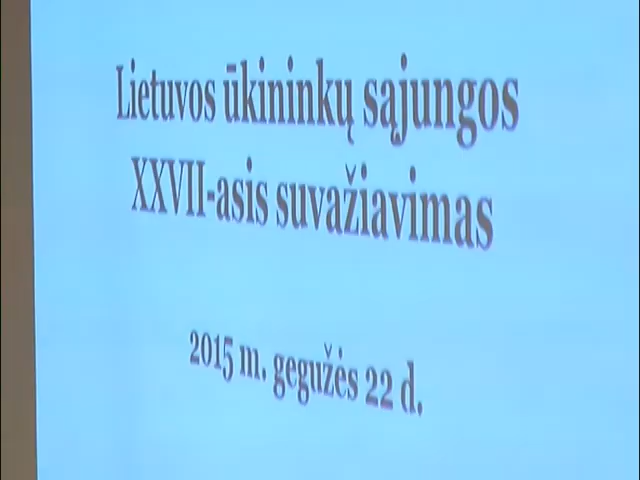 Lietuvos ūkininkų sąjungos
XXVII-asis suvažiavimas
2015 m. gegužės 22 d.